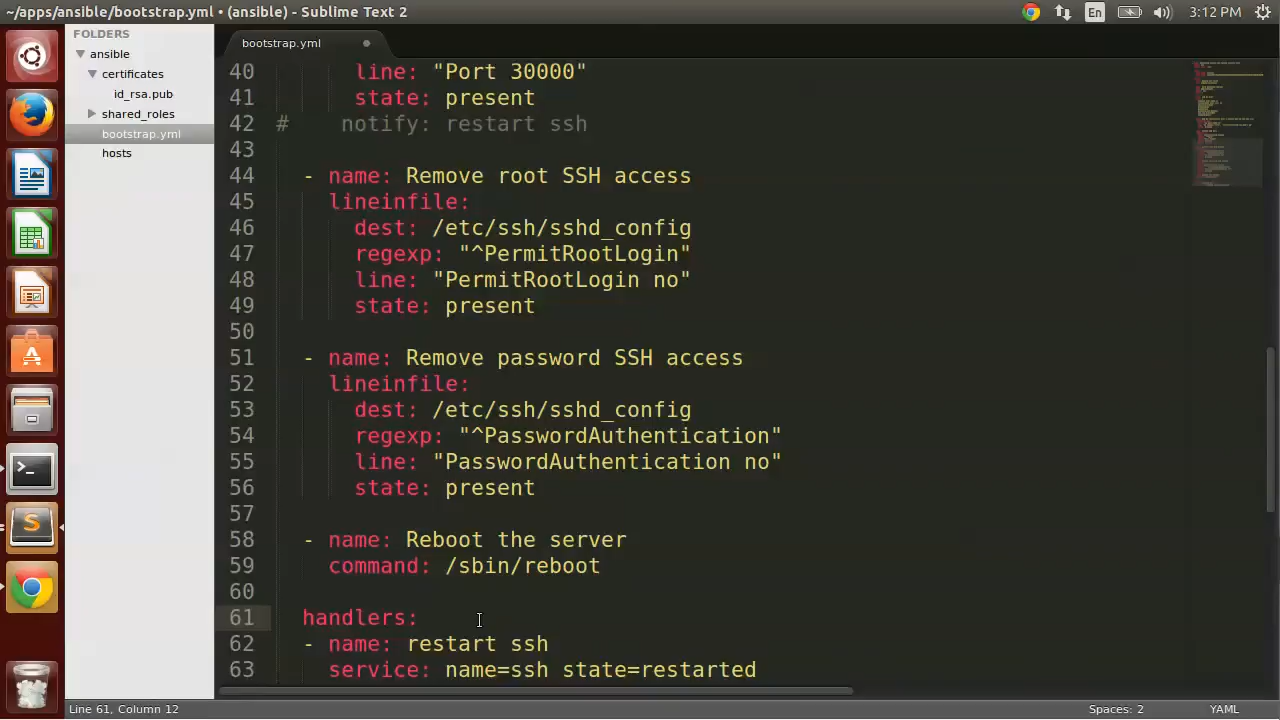 ~/apps/ansible/bootstrap.yml • (ansible) - Sublime Text 2
En
3:12 PM
FOLDERS
ansible
certificates
id_rsa.pub
shared_roles
bootstrap.yml
hosts
bootstrap.yml
40 line: "Port 30000"
41 state: present
42 # notify: restart ssh
43
44 - name: Remove root SSH access
45 lineinfile:
46 dest: /etc/ssh/sshd_config
47 regexp: "^PermitRootLogin"
48 line: "PermitRootLogin no"
49 state: present
50
51 - name: Remove password SSH access
52 lineinfile:
53 dest: /etc/ssh/sshd_config
54 regexp: "^PasswordAuthentication"
55 line: "PasswordAuthentication no"
56 state: present
57
58 - name: Reboot the server
59 command: /sbin/reboot
60
61 handlers:
62 - name: restart ssh
63 service: name=ssh state=restarted
Line 61, Column 12
Spaces: 2
YAML